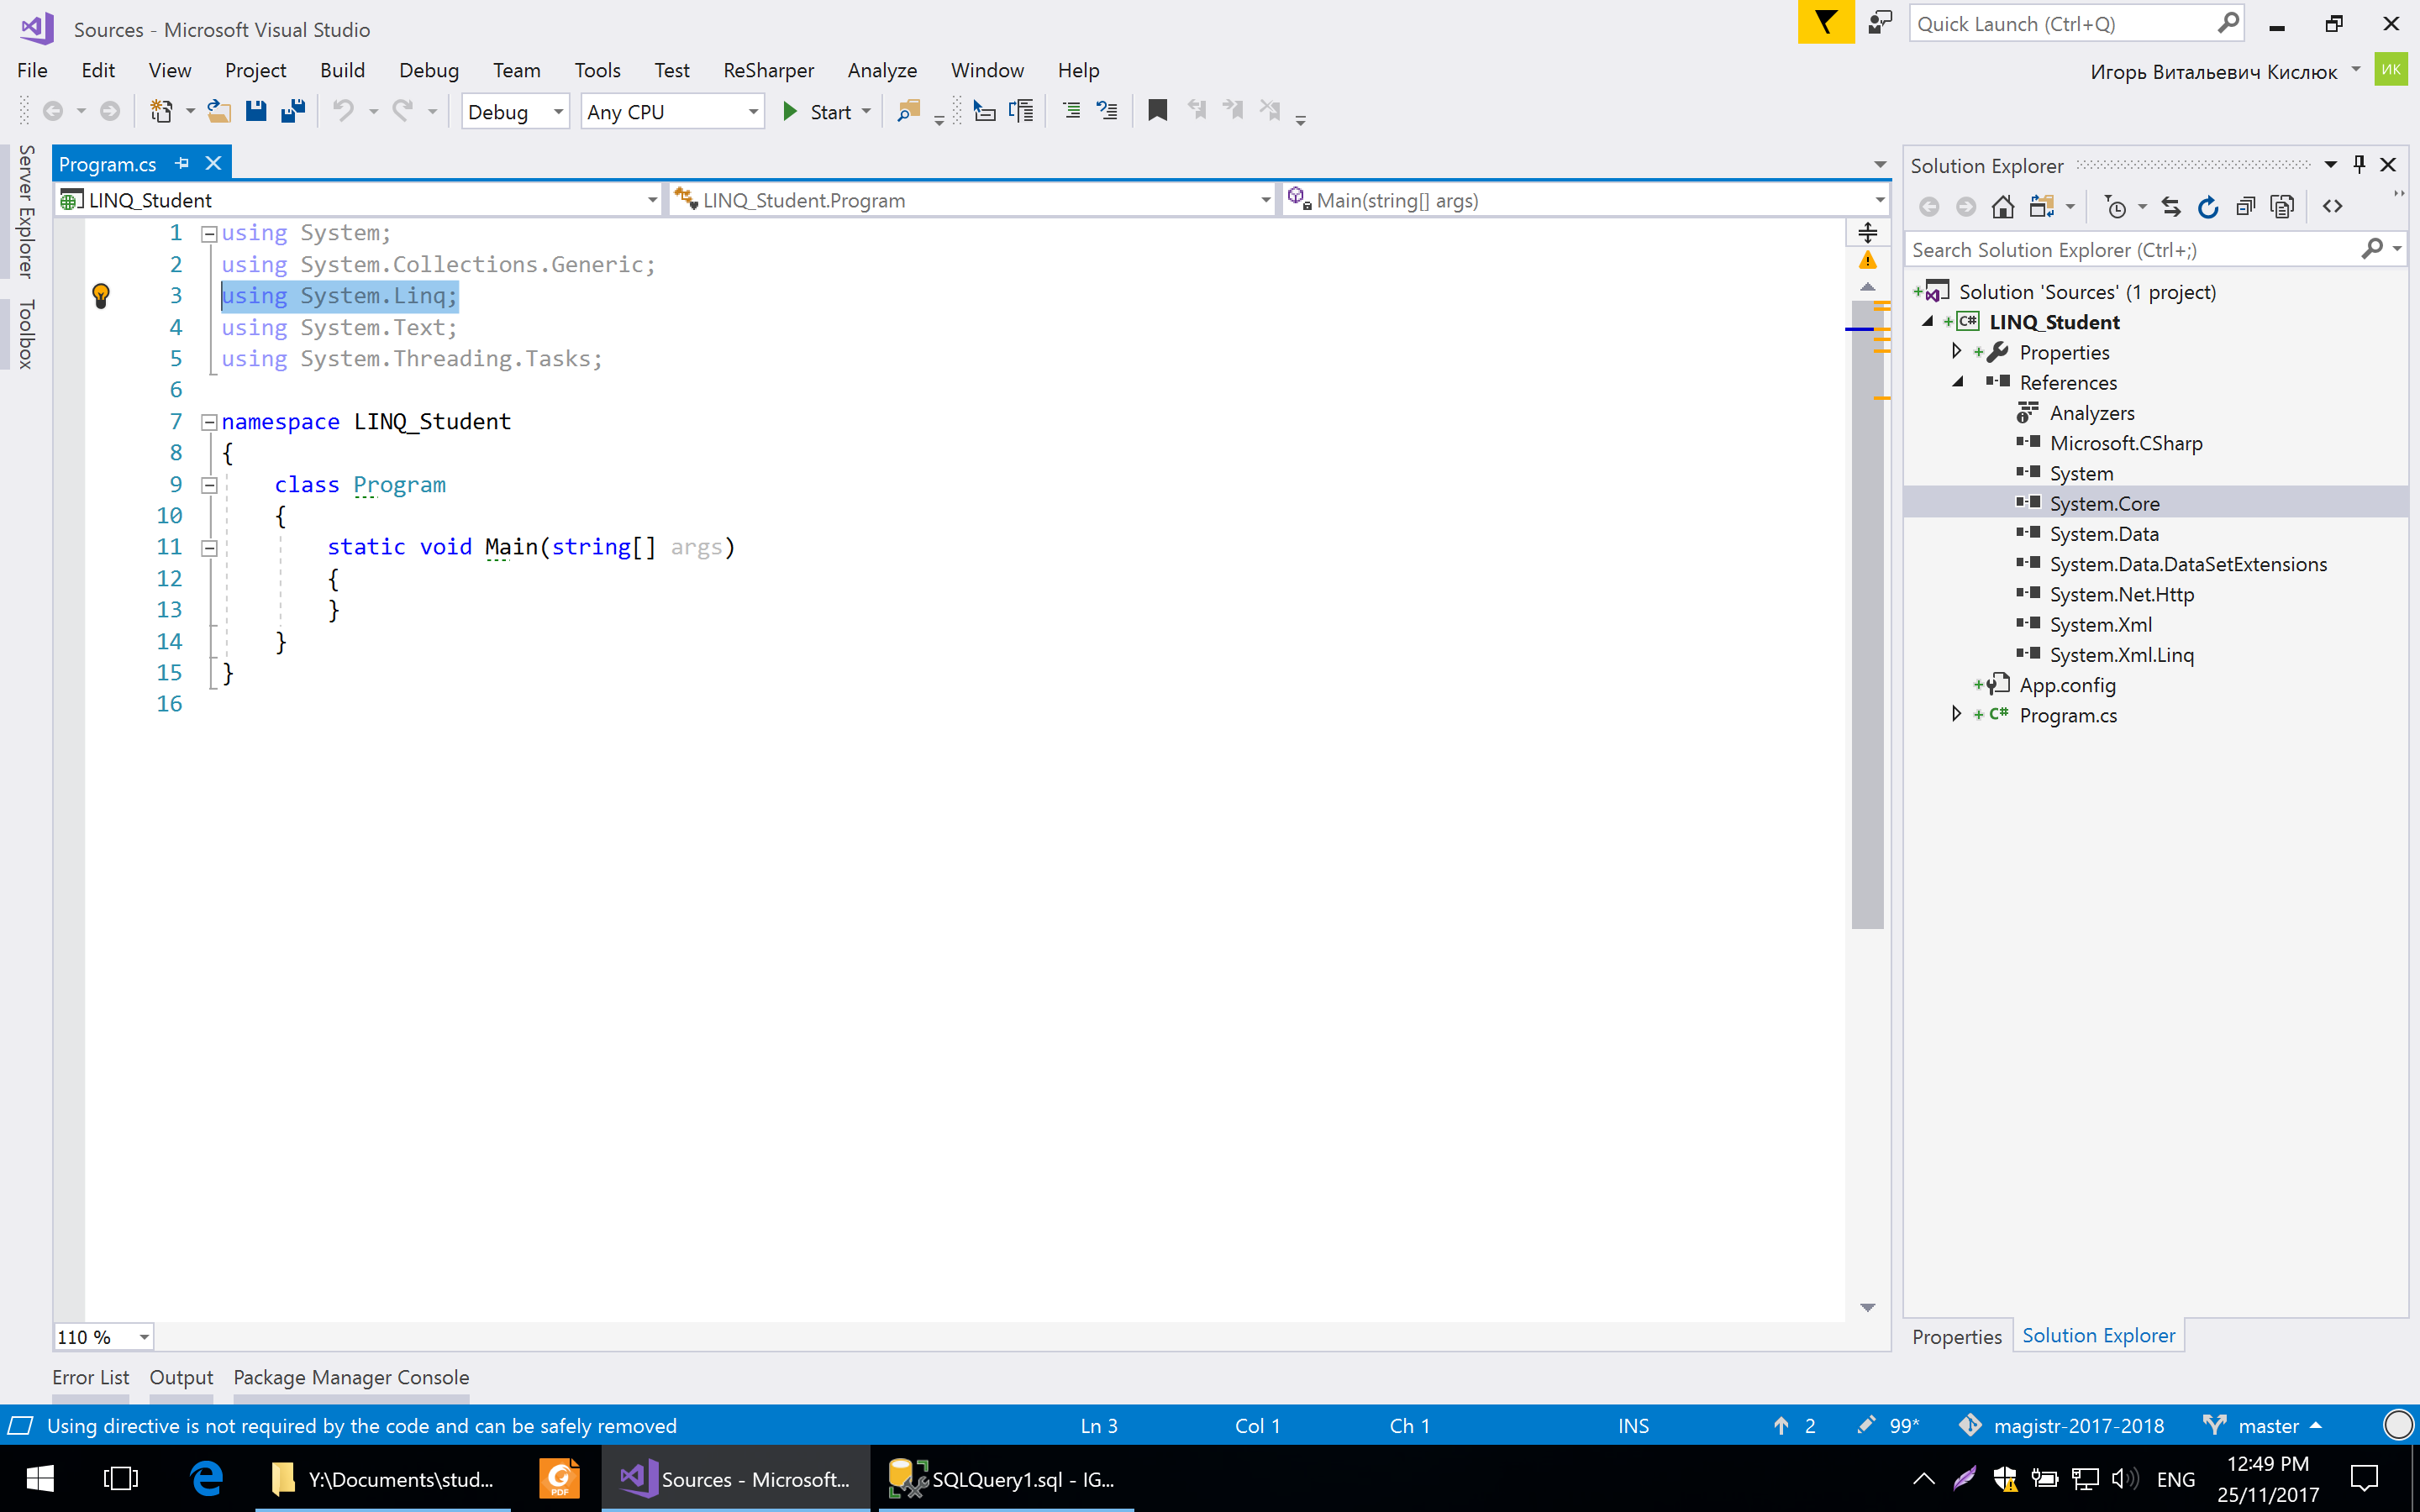 Sources - Microsoft Visual Studio
Quick Launch (Ctrl+Q)
File Edit View Project Build Debug Team Tools Test ReSharper Analyze Window Help
Игорь Витальевич Кислюк
ИК
Debug
Any CPU
Start
Server Explorer
Toolbox
Program.cs
LINQ_Student
LINQ_Student.Program
Main(string[] args)
1 using System;
2 using System.Collections.Generic;
3 using System.Linq;
4 using System.Text;
5 using System.Threading.Tasks;
6
7 namespace LINQ_Student
8 {
9 class Program
10 {
11 static void Main(string[] args)
12 {
13 }
14 }
15 }
16
110 %
Solution Explorer
Search Solution Explorer (Ctrl+;)
Solution 'Sources' (1 project)
C# LINQ_Student
Properties
References
Analyzers
Microsoft.CSharp
System
System.Core
System.Data
System.Data.DataSetExtensions
System.Net.Http
System.Xml
System.Xml.Linq
App.config
C# Program.cs
Properties
Solution Explorer
Error List Output Package Manager Console
Using directive is not required by the code and can be safely removed
Ln 3
Col 1
Ch 1
INS
2
99*
magistr-2017-2018
master
Y:\Documents\stud...
PDF
Sources - Microsoft...
SQLQuery1.sql - IG...
ENG
12:49 PM
25/11/2017